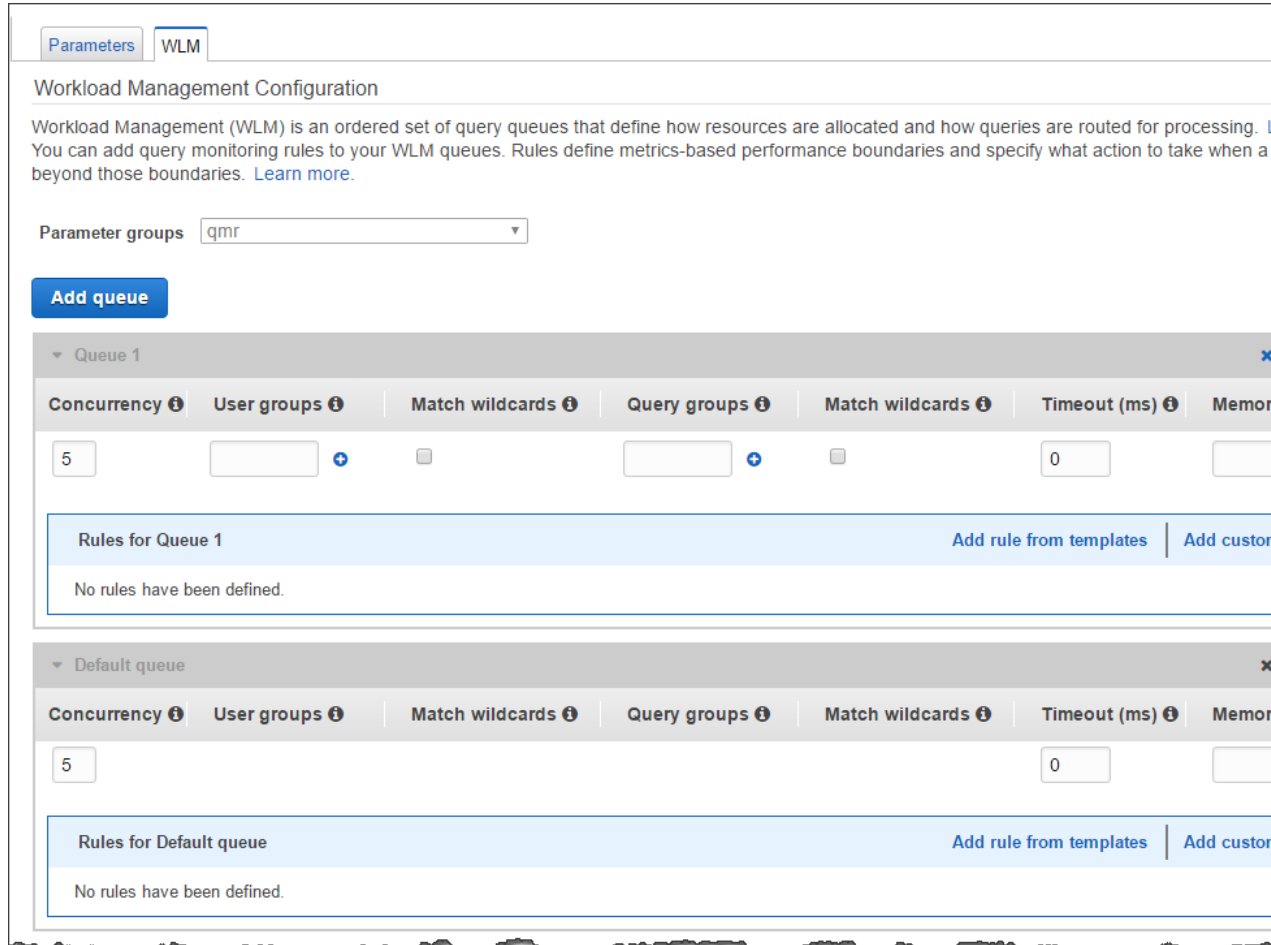 Parameters WLM
Workload Management Configuration
Workload Management (WLM) is an ordered set of query queues that define how resources are allocated and how queries are routed for processing.
You can add query monitoring rules to your WLM queues. Rules define metrics-based performance boundaries and specify what action to take when a
beyond those boundaries. Learn more.
Parameter groups qmr
Add queue
Queue 1
Concurrency User groups Match wildcards Query groups Match wildcards Timeout (ms) Memor
5 0
Rules for Queue 1 Add rule from templates Add custor
No rules have been defined.
Default queue
Concurrency User groups Match wildcards Query groups Match wildcards Timeout (ms) Memor
5 0
Rules for Default queue Add rule from templates Add custor
No rules have been defined.